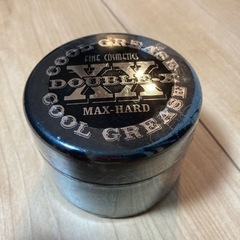 COOL GREASE
FINE COSMETICS
XX
DOUBLE X
MAX-HARD
COOL GREASE